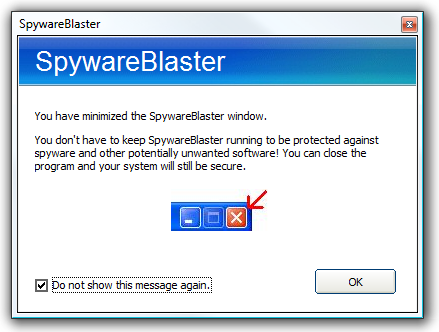 SpywareBlaster
SpywareBlaster
You have minimized the SpywareBlaster window.
You don't have to keep SpywareBlaster running to be protected against
spyware and other potentially unwanted software! You can close the
program and your system will still be secure.
Do not show this message again.
OK